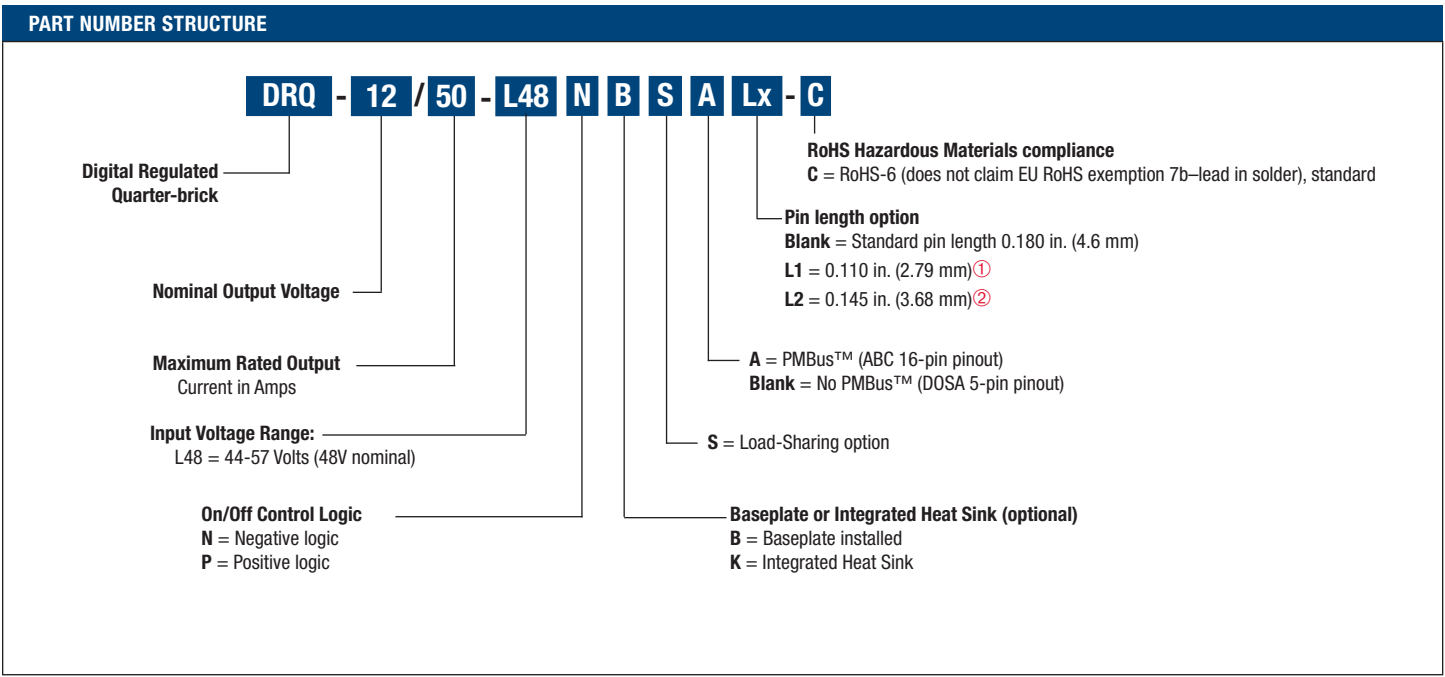 PART NUMBER STRUCTURE
DRQ - 12 / 50 - L48 N B S A Lx - C
RoHS Hazardous Materials compliance
C = RoHS-6 (does not claim EU RoHS exemption 7b–lead in solder), standard
Digital Regulated
Quarter-brick
Pin length option
Blank = Standard pin length 0.180 in. (4.6 mm)
L1 = 0.110 in. (2.79 mm)①
L2 = 0.145 in. (3.68 mm)②
Nominal Output Voltage
Maximum Rated Output
Current in Amps
A = PMBus™ (ABC 16-pin pinout)
Blank = No PMBus™ (DOSA 5-pin pinout)
Input Voltage Range:
L48 = 44-57 Volts (48V nominal)
S = Load-Sharing option
On/Off Control Logic
N = Negative logic
P = Positive logic
Baseplate or Integrated Heat Sink (optional)
B = Baseplate installed
K = Integrated Heat Sink